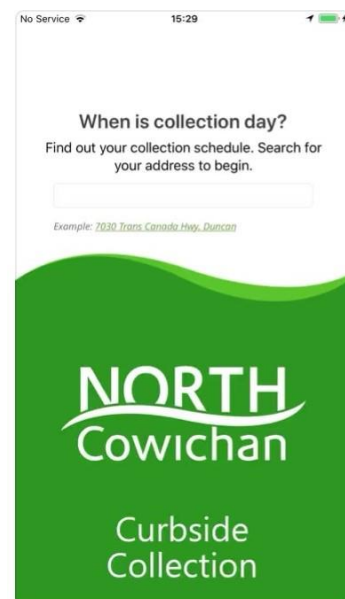 No Service 15:29
When is collection day?
Find out your collection schedule. Search for
your address to begin.
Example: 7030 Trans Canada Hwy, Duncan
NORTH
Cowichan
Curbside
Collection